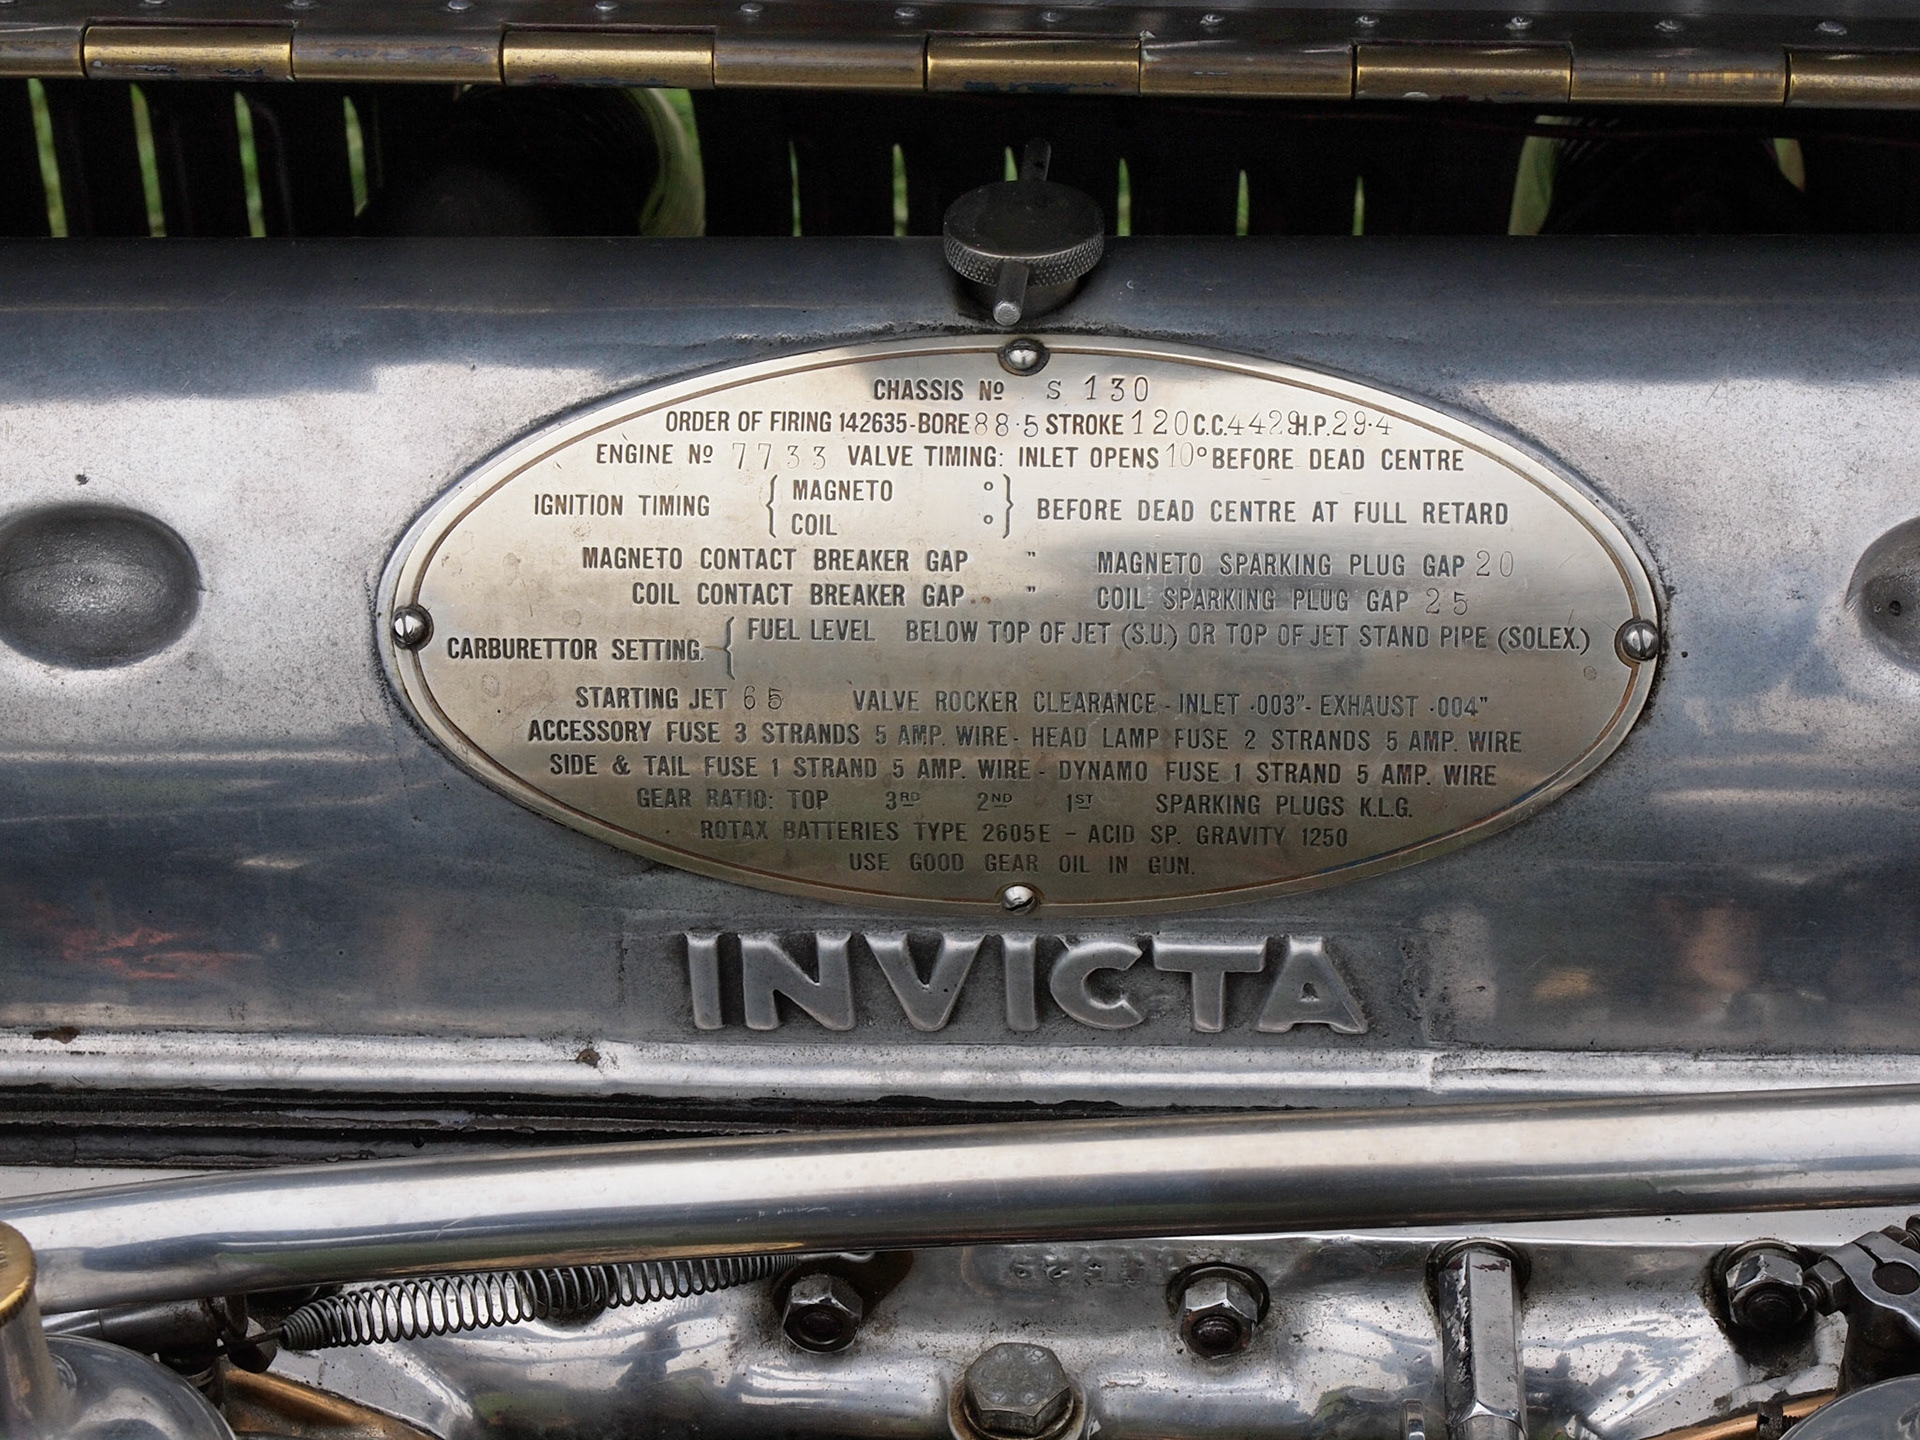 CHASSIS Nº S 130
ORDER OF FIRING 142635-BORE 88·5 STROKE 120 C.C. 4429 H.P. 29·4
ENGINE Nº 7733 VALVE TIMING: INLET OPENS 10° BEFORE DEAD CENTRE
IGNITION TIMING { MAGNETO ° } BEFORE DEAD CENTRE AT FULL RETARD
COIL °
MAGNETO CONTACT BREAKER GAP " MAGNETO SPARKING PLUG GAP 20
COIL CONTACT BREAKER GAP " COIL SPARKING PLUG GAP 25
CARBURETTOR SETTING. { FUEL LEVEL BELOW TOP OF JET (S.U.) OR TOP OF JET STAND PIPE (SOLEX.)
STARTING JET 65 VALVE ROCKER CLEARANCE - INLET ·003"- EXHAUST ·004"
ACCESSORY FUSE 3 STRANDS 5 AMP. WIRE - HEAD LAMP FUSE 2 STRANDS 5 AMP. WIRE
SIDE & TAIL FUSE 1 STRAND 5 AMP. WIRE - DYNAMO FUSE 1 STRAND 5 AMP. WIRE
GEAR RATIO: TOP 3RD 2ND 1ST SPARKING PLUGS K.L.G.
ROTAX BATTERIES TYPE 2605E - ACID SP. GRAVITY 1250
USE GOOD GEAR OIL IN GUN.
INVICTA